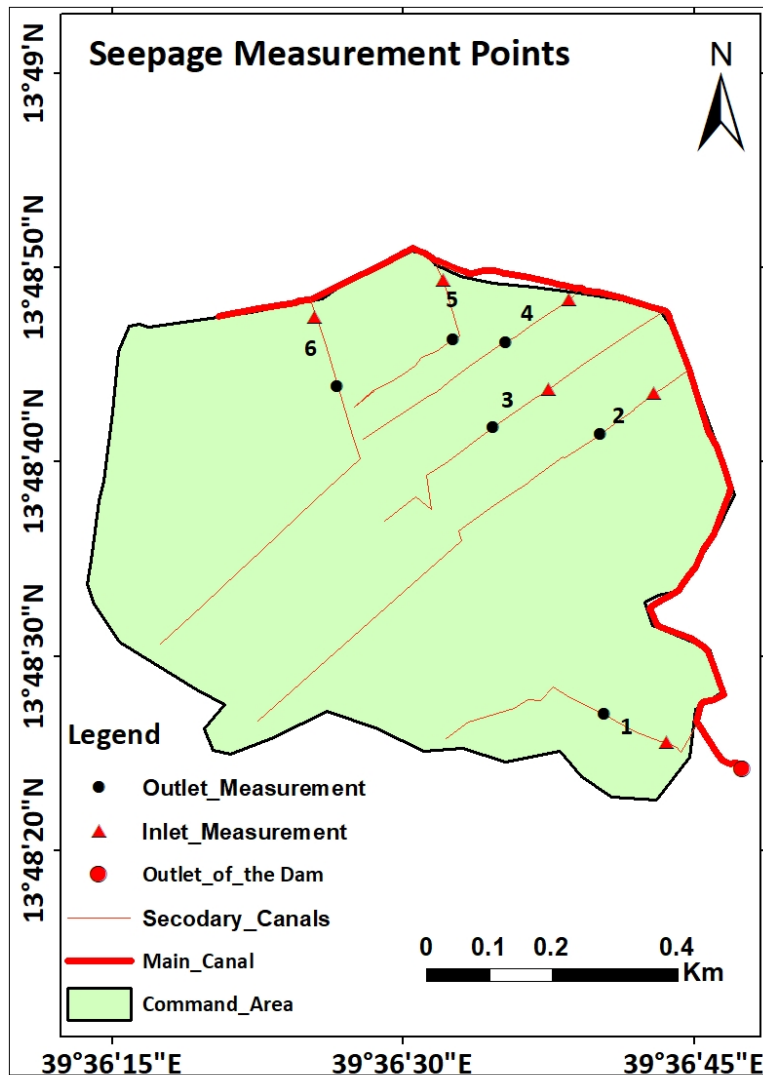 Seepage Measurement Points
N
13°49'N
13°48'50"N
13°48'40"N
13°48'30"N
13°48'20"N
5
4
6
3
2
1
Legend
Outlet_Measurement
Inlet_Measurement
Outlet_of_the Dam
Secodary_Canals
Main_Canal
Command_Area
0 0.1 0.2 0.4
Km
39°36'15"E 39°36'30"E 39°36'45"E